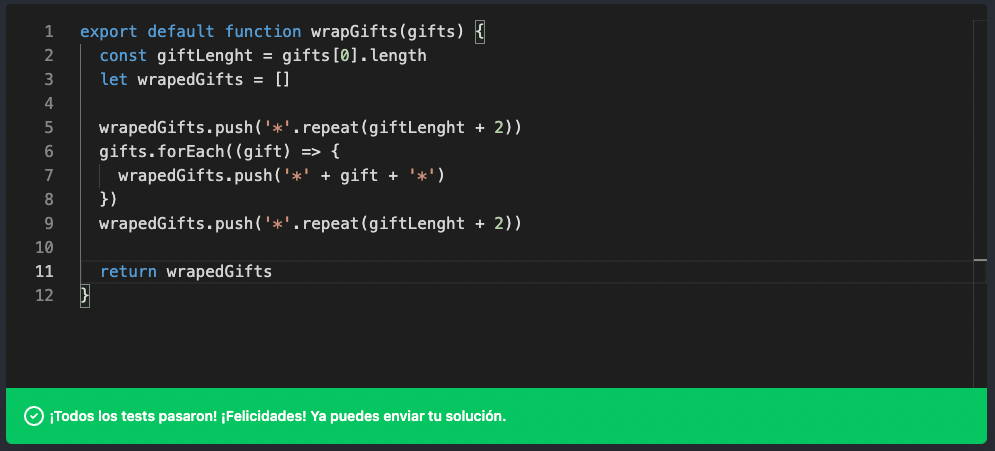 1 export default function wrapGifts(gifts) {
2 const giftLenght = gifts[0].length
3 let wrapedGifts = []
4
5 wrapedGifts.push('*'.repeat(giftLenght + 2))
6 gifts.forEach((gift) => {
7 wrapedGifts.push('*' + gift + '*')
8 })
9 wrapedGifts.push('*'.repeat(giftLenght + 2))
10
11 return wrapedGifts
12 }
¡Todos los tests pasaron! ¡Felicidades! Ya puedes enviar tu solución.